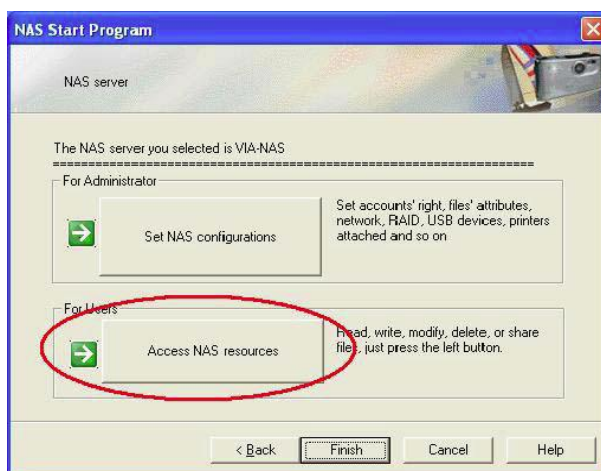 NAS Start Program
NAS server
The NAS server you selected is VIA-NAS
======================================================================
For Administrator
Set NAS configurations
Set accounts' right, files' attributes,
network, RAID, USB devices, printers
attached and so on
For Users
Access NAS resources
Read, write, modify, delete, or share
files, just press the left button.
< Back
Finish
Cancel
Help